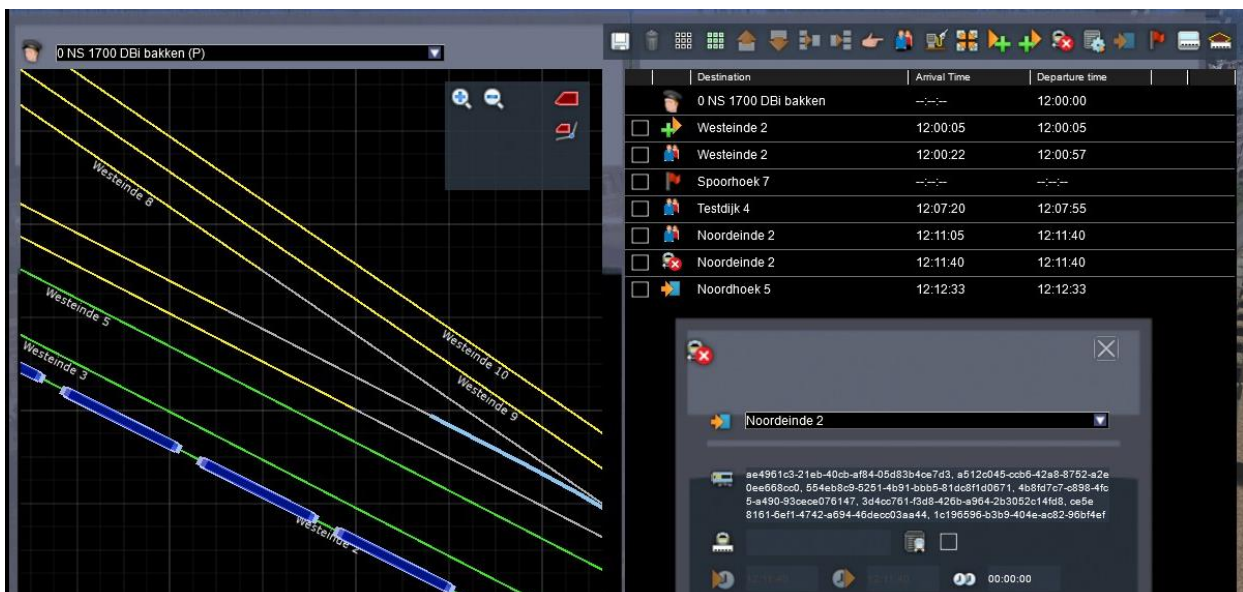 0 NS 1700 DBi bakken (P)
Destination Arrival Time Departure time
0 NS 1700 DBi bakken --:--:-- 12:00:00
Westeinde 2 12:00:05 12:00:05
Westeinde 2 12:00:22 12:00:57
Spoorhoek 7 --:--:-- --:--:--
Testdijk 4 12:07:20 12:07:55
Noordeinde 2 12:11:05 12:11:40
Noordeinde 2 12:11:40 12:11:40
Noordhoek 5 12:12:33 12:12:33
Westeinde 8
Westeinde 5
Westeinde 3
Westeinde 10
Westeinde 9
Westeinde 2
Noordeinde 2
ae4961c3-21eb-40cb-af84-05d83b4ce7d3, a512c045-ccb6-42a8-8752-a2e
0ee668cc0, 554eb8c9-5251-4b91-bbb5-81dc8f1d0671, 4b8fd7c7-c898-4fc
5-a490-93cece076147, 3d4cc761-f3d8-426b-a964-2b3052c14fd8, ce5e
8161-6ef1-4742-a694-46decc03aa44, 1c196596-b3b9-404e-ac82-96bf4ef
00:00:00